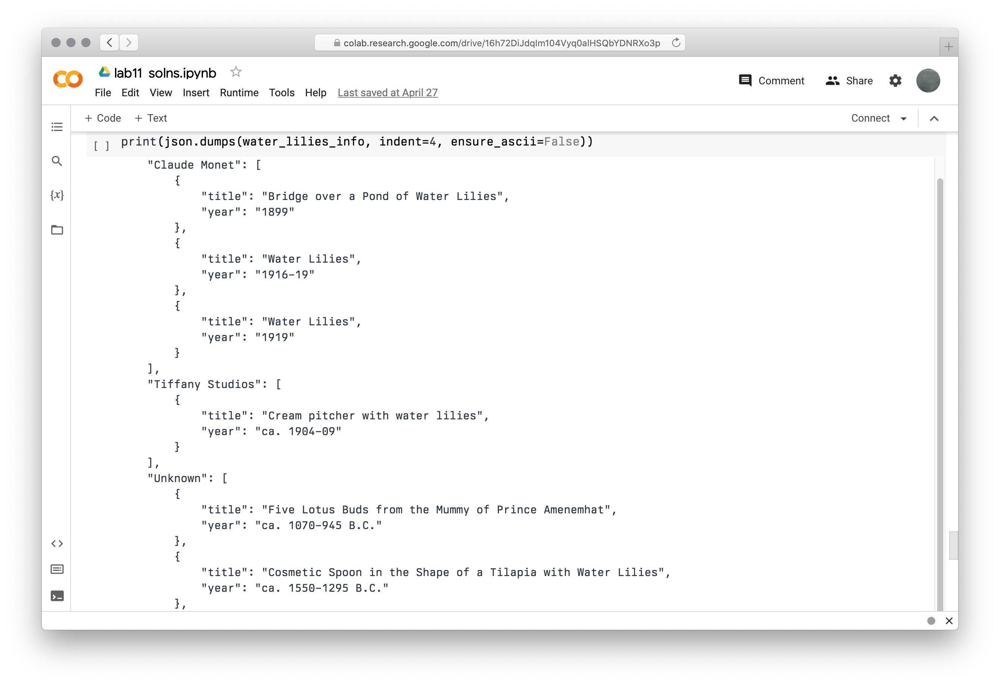 colab.research.google.com/drive/16h72DiJdqIm104Vyq0alHSQbYDNRXo3p
lab11 solns.ipynb
Comment
Share
File Edit View Insert Runtime Tools Help Last saved at April 27
+ Code + Text
Connect
[ ] print(json.dumps(water_lilies_info, indent=4, ensure_ascii=False))
"Claude Monet": [
{
"title": "Bridge over a Pond of Water Lilies",
"year": "1899"
},
{
"title": "Water Lilies",
"year": "1916–19"
},
{
"title": "Water Lilies",
"year": "1919"
}
],
"Tiffany Studios": [
{
"title": "Cream pitcher with water lilies",
"year": "ca. 1904–09"
}
],
"Unknown": [
{
"title": "Five Lotus Buds from the Mummy of Prince Amenemhat",
"year": "ca. 1070–945 B.C."
},
{
"title": "Cosmetic Spoon in the Shape of a Tilapia with Water Lilies",
"year": "ca. 1550–1295 B.C."
},